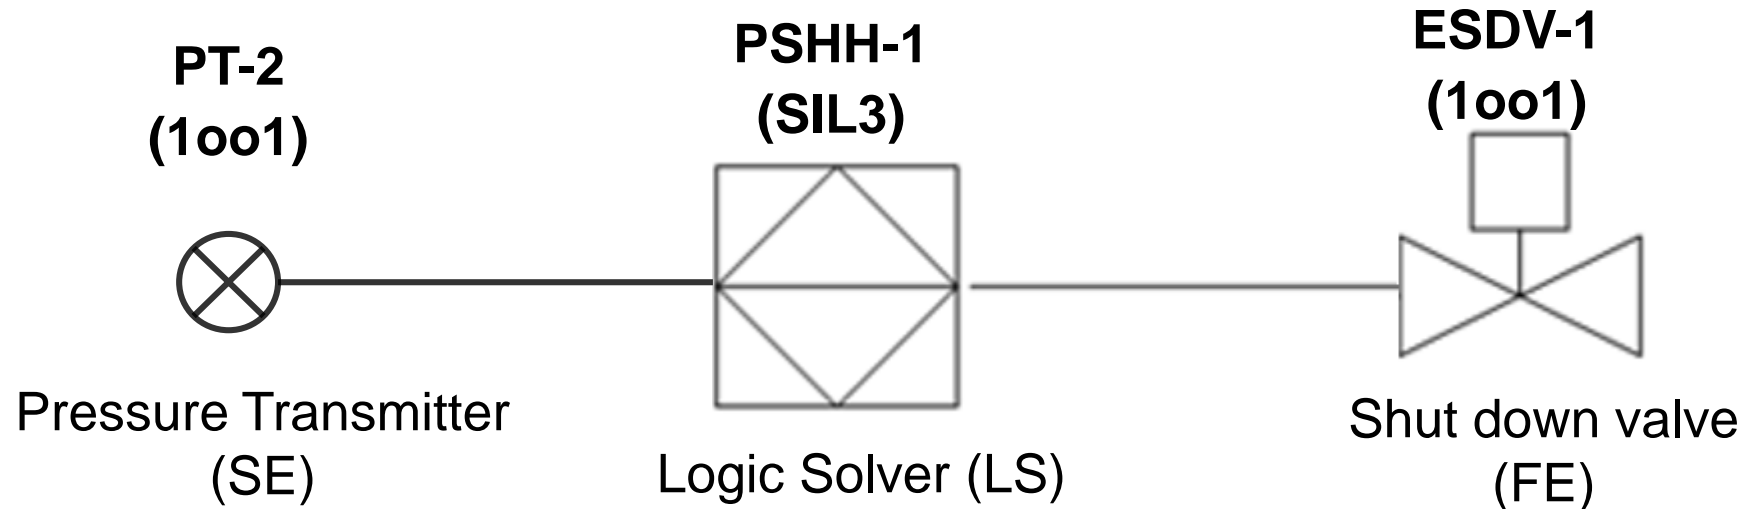 PT-2
(1oo1)
Pressure Transmitter
(SE)
PSHH-1
(SIL3)
Logic Solver (LS)
ESDV-1
(1oo1)
Shut down valve
(FE)